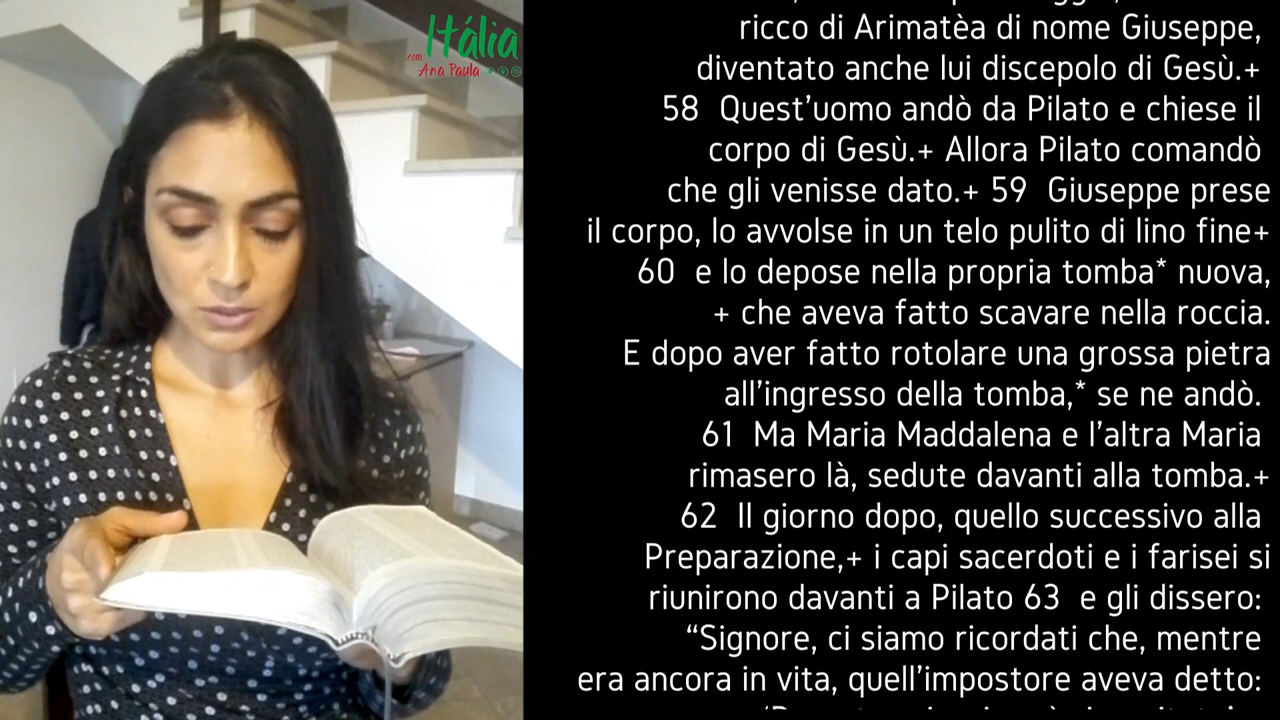 Itália
com
Ana Paula
ricco di Arimatèa di nome Giuseppe,
diventato anche lui discepolo di Gesù.+
58 Quest’uomo andò da Pilato e chiese il
corpo di Gesù.+ Allora Pilato comandò
che gli venisse dato.+ 59 Giuseppe prese
il corpo, lo avvolse in un telo pulito di lino fine+
60 e lo depose nella propria tomba* nuova,
+ che aveva fatto scavare nella roccia.
E dopo aver fatto rotolare una grossa pietra
all’ingresso della tomba,* se ne andò.
61 Ma Maria Maddalena e l’altra Maria
rimasero là, sedute davanti alla tomba.+
62 Il giorno dopo, quello successivo alla
Preparazione,+ i capi sacerdoti e i farisei si
riunirono davanti a Pilato 63 e gli dissero:
“Signore, ci siamo ricordati che, mentre
era ancora in vita, quell’impostore aveva detto: